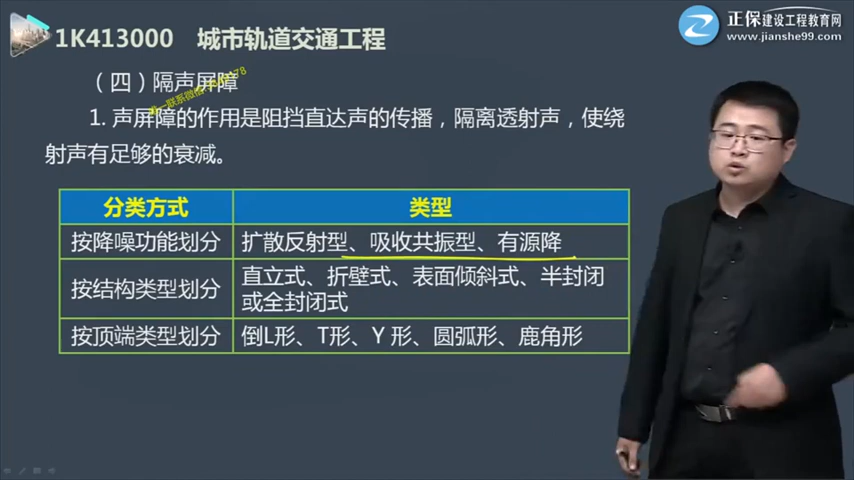 1K413000 城市轨道交通工程
正保建设工程教育网
www.jianshe99.com
（四）隔声屏障
1. 声屏障的作用是阻挡直达声的传播，隔离透射声，使绕
射声有足够的衰减。
分类方式 类型
按降噪功能划分 扩散反射型、吸收共振型、有源降
按结构类型划分 直立式、折壁式、表面倾斜式、半封闭
或全封闭式
按顶端类型划分 倒L形、T形、Y 形、圆弧形、鹿角形